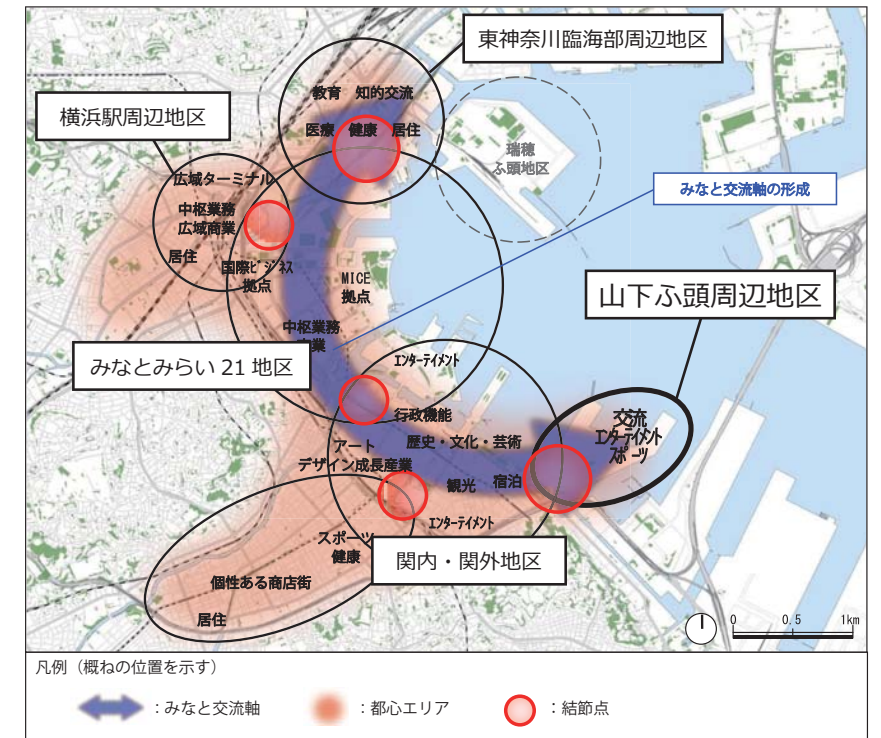 東神奈川臨海部周辺地区
教育 知的交流
横浜駅周辺地区
医療 健康 居住
瑞穂
ふ頭地区
広域ターミナル
みなと交流軸の形成
中枢業務
広域商業
居住
国際ビジネス
拠点
MICE
拠点
山下ふ頭周辺地区
中枢業務
業
みなとみらい 21 地区
エンターテイメント
行政機能
交流
エンターテイメント
スポーツ
アート
歴史・文化・芸術
デザイン成長産業
観光
宿泊
エンターテイメント
スポーツ
健康
関内・関外地区
個性ある商店街
居住
0 0.5 1km
凡例(概ねの位置を示す)
:みなと交流軸 :都心エリア :結節点